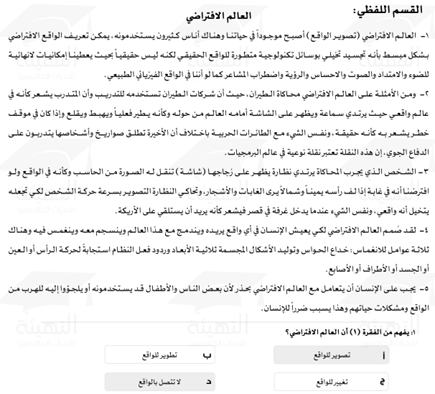 القسم اللفظي:
العالم الافتراضي
١- العالم الافتراضي (تصوير الواقع) أصبح موجوداً في حياتنا وهناك أناس كثيرون يستخدمونه، يمكن تعريف الواقع الافتراضي
بشكل مبسط بأنه تجسيد تخيلي بوسائل تكنولوجية متطورة للواقع الحقيقي لكنه ليس حقيقياً بحيث يعطينا إمكانيات لانهائية
للضوء والامتداد والصوت والاحساس والرؤية واضطراب المشاعر كما لو أننا في الواقع الفيزيائي الطبيعي.
٢- ومن الأمثلة على العالم الافتراضي محاكاة الطيران، حيث أن شركات الطيران تستخدمه للتدريب وأن المتدرب يشعر كأنه في
عالم واقعي حيث يرتدي سماعة ويظهر على الشاشة أمامه العالم من حوله وكأنه يطير فعلياً ويهبط ويقلع وإذا كان في موقف
خطر يشعر به كأنه حقيقة، ونفس الشيء مع الطائرات الحربية باختلاف أن الأخيرة تطلق صواريخ وأشخاصها يتدربون على
الدفاع الجوي، إن هذه النقلة تعتبر نقلة نوعية في عالم البرمجيات.
٣- الشخص الذي يجرب المحاكاة يرتدي نظارة يظهر على زجاجها (شاشة) تنقل له الصورة من الحاسب وكأنه في الواقع ولو
افترضنا أنه في غابة إذا لف رأسه يميناً وشمالاً يرى الغابات والأشجار، وتحاكي النظارة التصوير بسرعة حركة الشخص لكي تجعله
يتخيل أنه واقعي، ونفس الشيء عندما يدخل غرفة في قصر فيشعر كأنه يريد أن يستلقي على الأريكة.
٤- لقد صمم العالم الافتراضي لكي يعيش الإنسان في أي واقع يريده ويندمج مع هذا العالم وينسجم معه وينغمس فيه وهناك
ثلاثة عوامل للانغماس: خداع الحواس وتوليد الأشكال المجسمة ثلاثية الأبعاد وردود فعل النظام استجابةً لحركة الرأس أو العين
أو الجسد أو الأطراف أو الأصابع.
٥- يجب على الإنسان أن يتعامل مع العالم الافتراضي بحذر لأن بعض الناس والأطفال قد يستخدمونه أو يلجؤوا إليه للهرب من
الواقع ومشكلات حياتهم وهذا يسبب ضرراً للإنسان.
١: يفهم من الفقرة (١) أن العالم الافتراضي؟
أ تصوير للواقع
ب تطوير للواقع
ج تغيير للواقع
د لا تتصل بالواقع